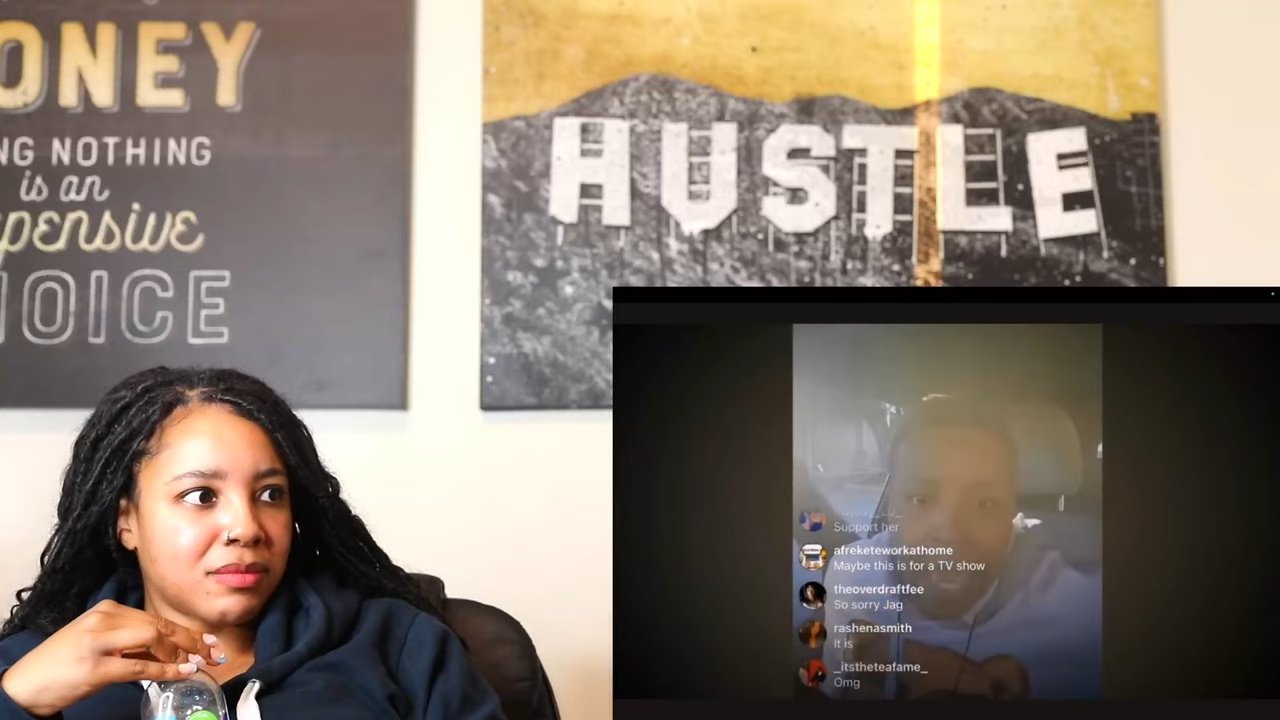 ONEY
NG NOTHING
is an
pensive
HOICE
HUSTLE
Support her
afreketeworkathome
Maybe this is for a TV show
theoverdraftfee
So sorry Jag
rashenasmith
It is
_itstheteafame_
Omg